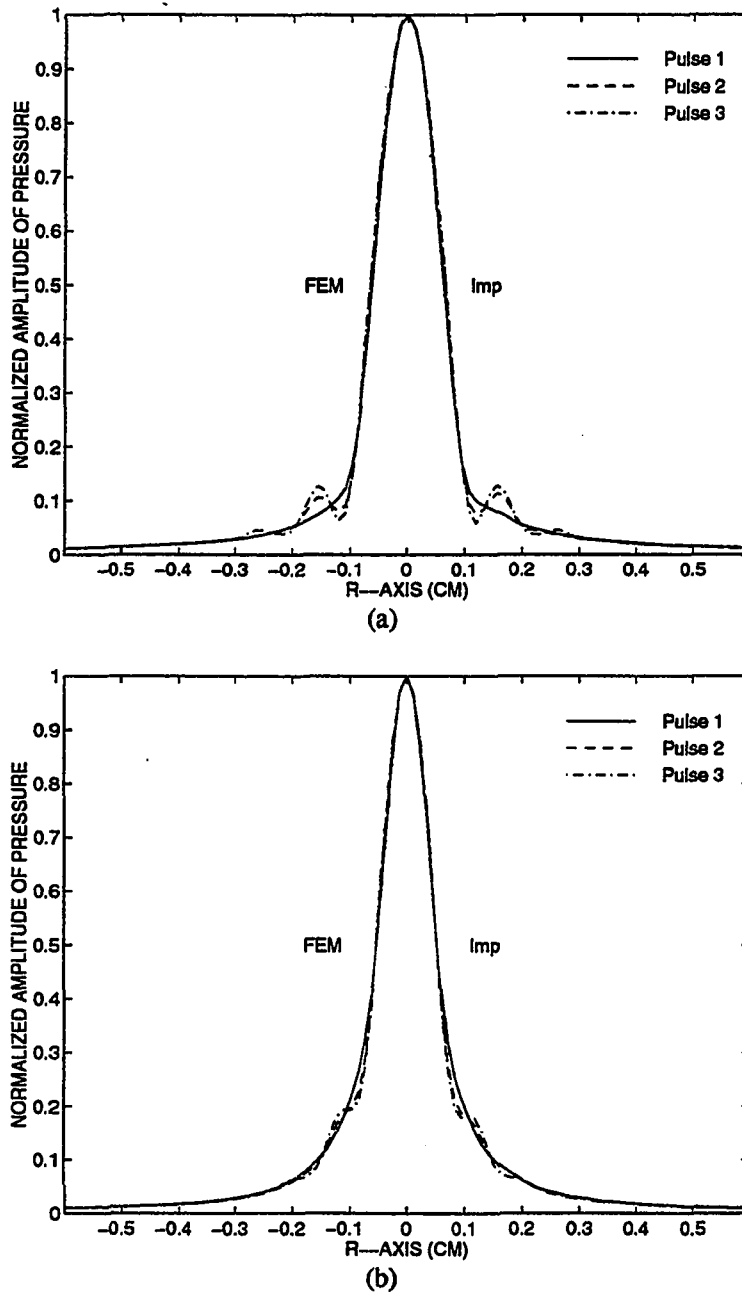 1
0.9
0.8
0.7
0.6
0.5
0.4
0.3
0.2
0.1
0
NORMALIZED AMPLITUDE OF PRESSURE
Pulse 1
Pulse 2
Pulse 3
FEM
Imp
−0.5 −0.4 −0.3 −0.2 −0.1 0 0.1 0.2 0.3 0.4 0.5
R−−AXIS (CM)
(a)
1
0.9
0.8
0.7
0.6
0.5
0.4
0.3
0.2
0.1
0
NORMALIZED AMPLITUDE OF PRESSURE
Pulse 1
Pulse 2
Pulse 3
FEM
Imp
−0.5 −0.4 −0.3 −0.2 −0.1 0 0.1 0.2 0.3 0.4 0.5
R−−AXIS (CM)
(b)